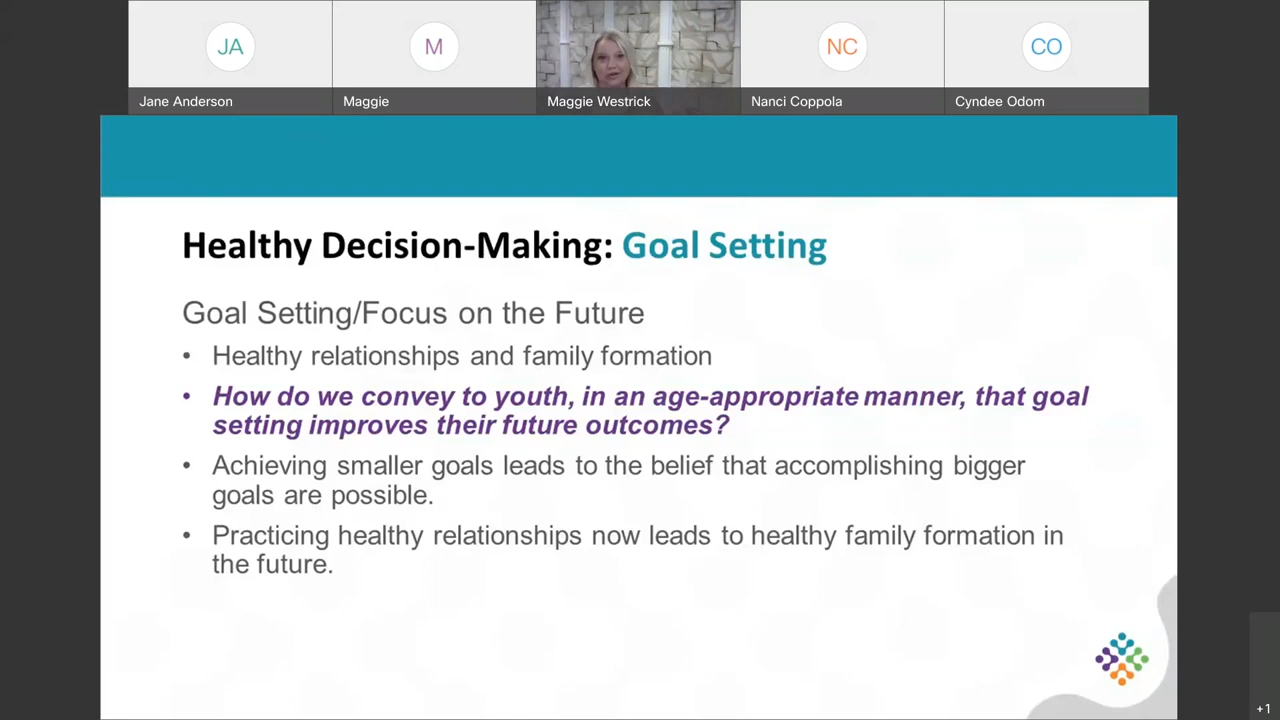 JA
M
NC
CO
Jane Anderson
Maggie
Maggie Westrick
Nanci Coppola
Cyndee Odom
Healthy Decision-Making: Goal Setting
Goal Setting/Focus on the Future
• Healthy relationships and family formation
• How do we convey to youth, in an age-appropriate manner, that goal
setting improves their future outcomes?
• Achieving smaller goals leads to the belief that accomplishing bigger
goals are possible.
• Practicing healthy relationships now leads to healthy family formation in
the future.
+1